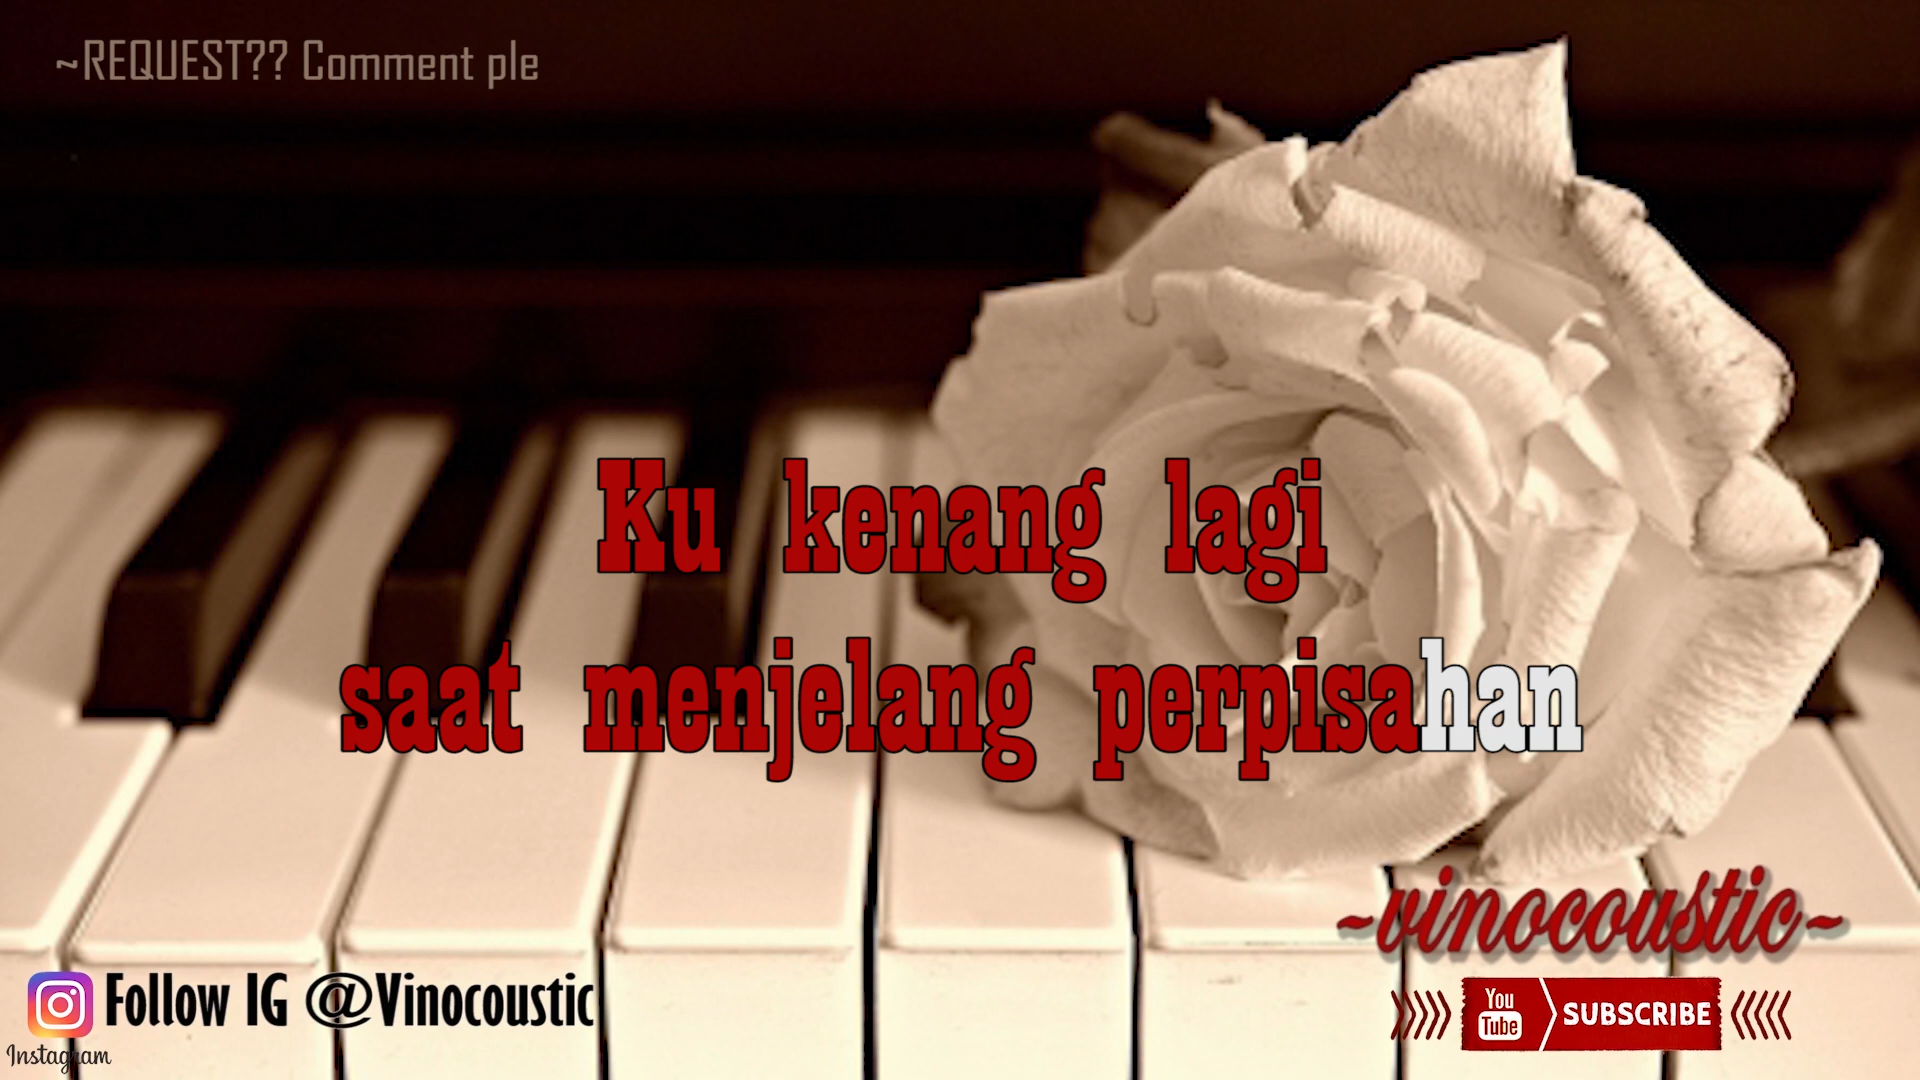 ~REQUEST?? Comment ple
Ku kenang lagi
saat menjelang perpisahan
~vinocoustic~
Follow IG @Vinocoustic
You
Tube
SUBSCRIBE
Instagram